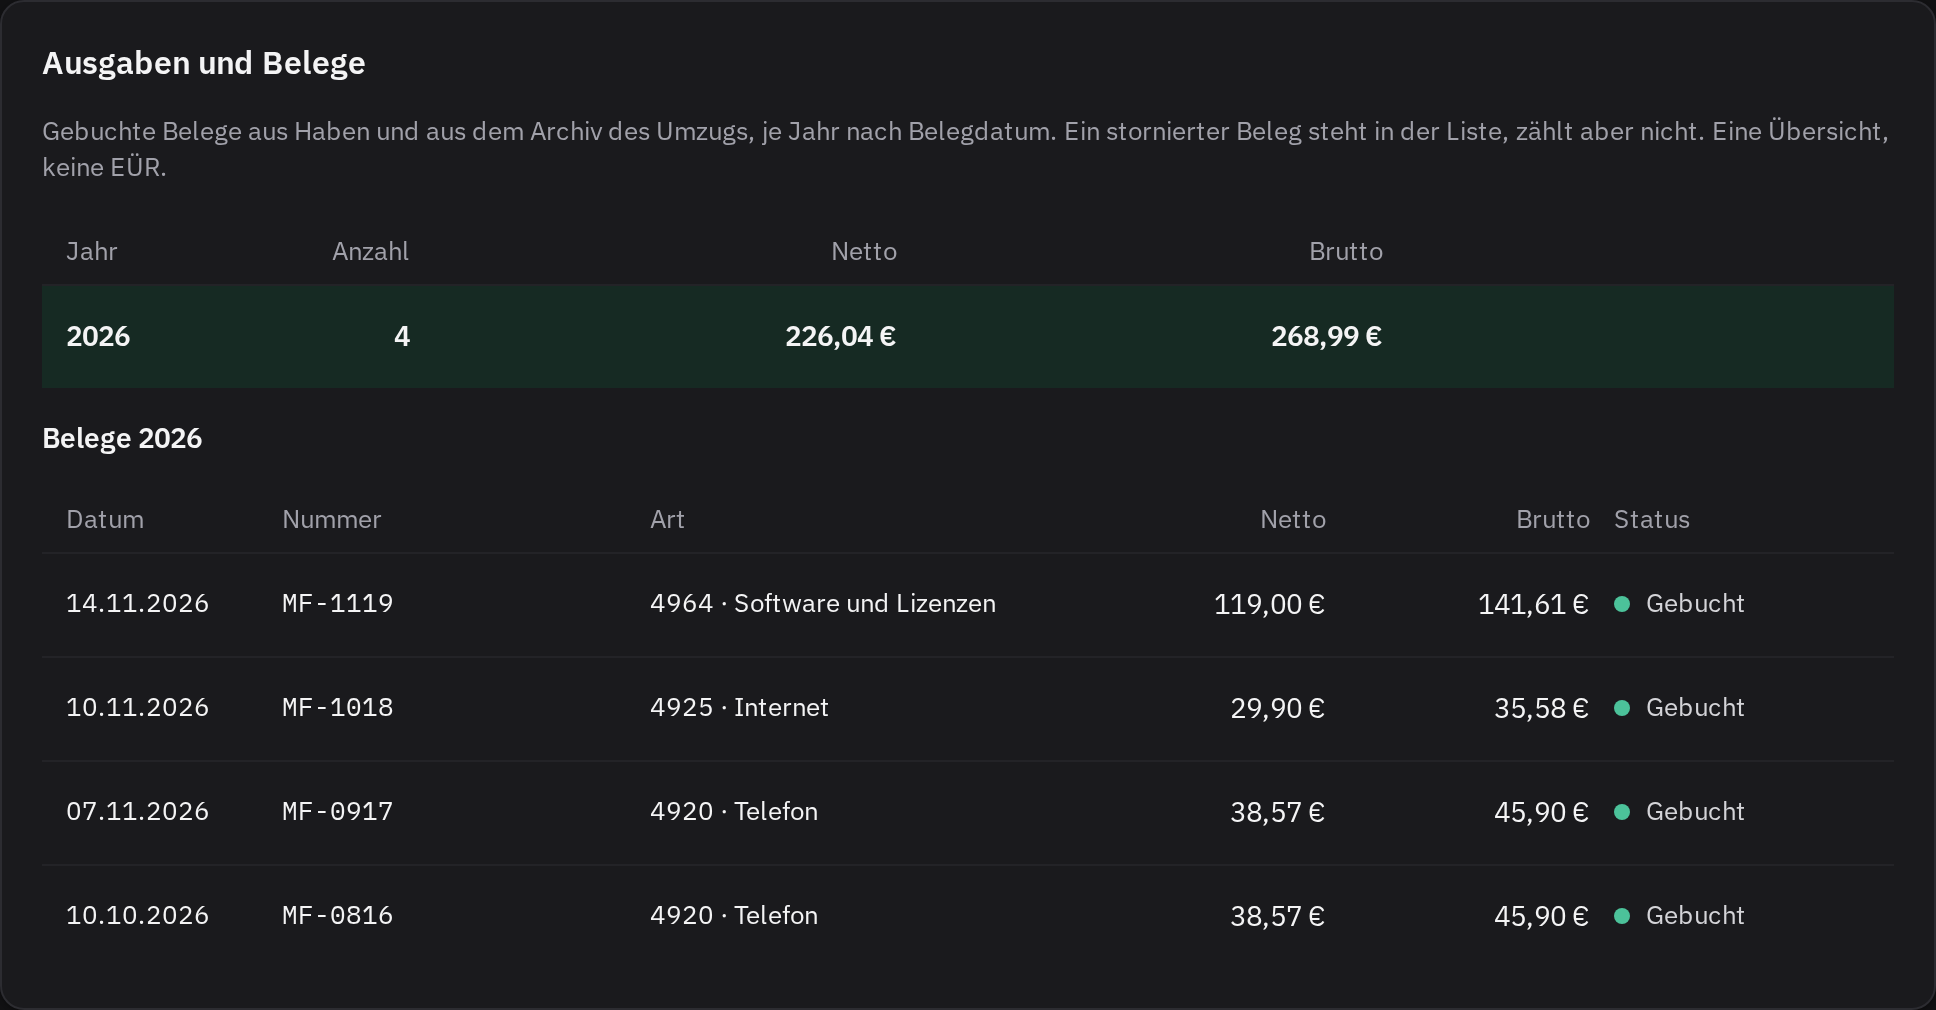 Ausgaben und Belege
Gebuchte Belege aus Haben und aus dem Archiv des Umzugs, je Jahr nach Belegdatum. Ein stornierter Beleg steht in der Liste, zählt aber nicht. Eine Übersicht,
keine EÜR.
Jahr Anzahl Netto Brutto
2026 4 226,04 € 268,99 €
Belege 2026
Datum Nummer Art Netto Brutto Status
14.11.2026 MF-1119 4964 · Software und Lizenzen 119,00 € 141,61 € Gebucht
10.11.2026 MF-1018 4925 · Internet 29,90 € 35,58 € Gebucht
07.11.2026 MF-0917 4920 · Telefon 38,57 € 45,90 € Gebucht
10.10.2026 MF-0816 4920 · Telefon 38,57 € 45,90 € Gebucht